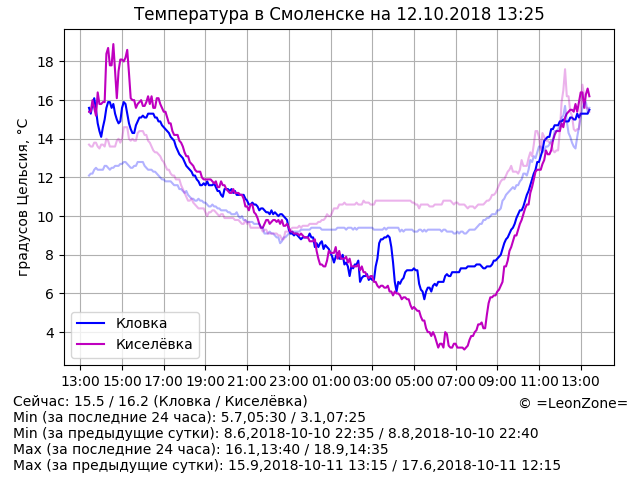 Температура в Смоленске на 12.10.2018 13:25
градусов Цельсия, °C
18
16
14
12
10
8
6
4
Кловка
Киселёвка
13:00 15:00 17:00 19:00 21:00 23:00 01:00 03:00 05:00 07:00 09:00 11:00 13:00
Сейчас: 15.5 / 16.2 (Кловка / Киселёвка)
© =LeonZone=
Min (за последние 24 часа): 5.7,05:30 / 3.1,07:25
Min (за предыдущие сутки): 8.6,2018-10-10 22:35 / 8.8,2018-10-10 22:40
Max (за последние 24 часа): 16.1,13:40 / 18.9,14:35
Max (за предыдущие сутки): 15.9,2018-10-11 13:15 / 17.6,2018-10-11 12:15